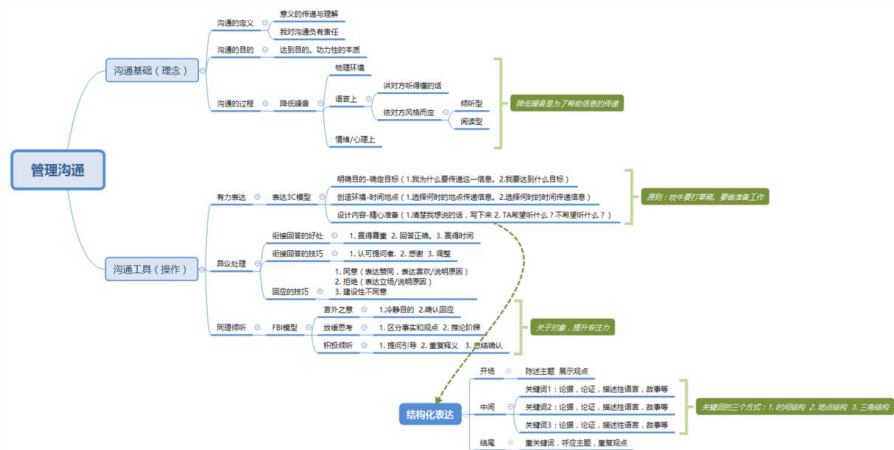 管理沟通
沟通基础（理念）
沟通的定义
意义的传递与理解
我对沟通负有责任
沟通的目的
达到目的。功力性的本质
沟通的过程
降低噪音
物理环境
语言上
讲对方听得懂的话
依对方风格而定
倾听型
阅读型
情绪/心理上
降低噪音是为了帮助信息的传递
沟通工具（操作）
有力表达
表达3C模型
明确目的-确定目标（1.我为什么要传递这一信息。2.我要达到什么目标）
创造环境-时间地点（1.选择何时的地点传递信息。2.选择何时的时间传递信息）
设计内容-精心准备（1.清楚我想说的话，写下来 2. TA希望听什么？不希望听什么？）
原则：吹牛要打草稿。要做准备工作
异议处理
衔接回答的好处
1. 赢得尊重 2. 回答正确。3. 赢得时间
衔接回答的技巧
1. 认可提问者. 2. 感谢 3. 调整
回应的技巧
1. 同意（表达赞同，表达喜欢/说明原因）
2. 拒绝（表达立场/说明原因）
3. 建设性不同意
同理倾听
FBI模型
言外之意
1.冷静目的 2.确认回应
放缓思考
1. 区分事实和观点 2. 推论阶梯
积极倾听
1. 提问引导 2. 重复释义 3. 总结确认
关于对象，提升专注力
结构化表达
开场
陈述主题 展示观点
中间
关键词1：论据，论证，描述性语言，故事等
关键词2：论据，论证，描述性语言，故事等
关键词3：论据，论证，描述性语言，故事等
关键词的三个方式：1. 时间结构 2. 地点结构 3. 三角结构
结尾
重关键词，呼应主题，重复观点